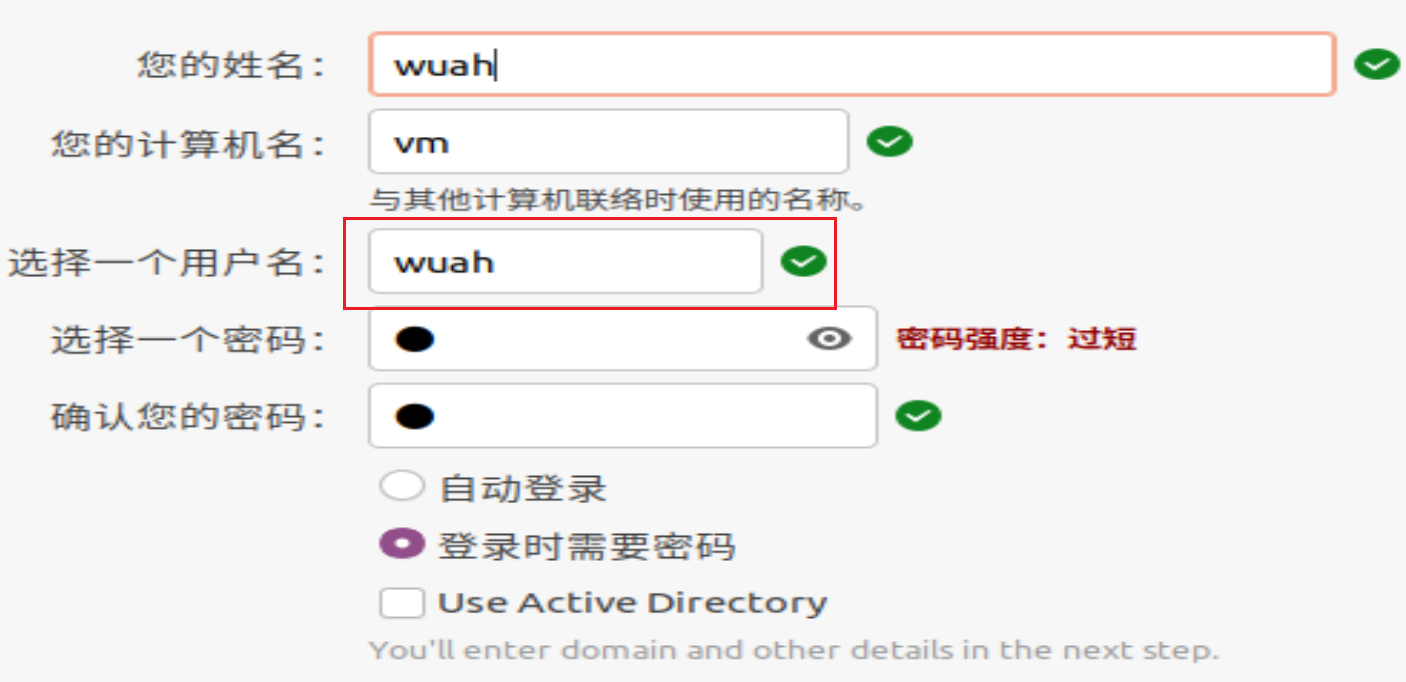 您的姓名： wuah
您的计算机名： vm
与其他计算机联络时使用的名称。
选择一个用户名： wuah
选择一个密码： ● 密码强度：过短
确认您的密码： ●
自动登录
登录时需要密码
Use Active Directory
You'll enter domain and other details in the next step.